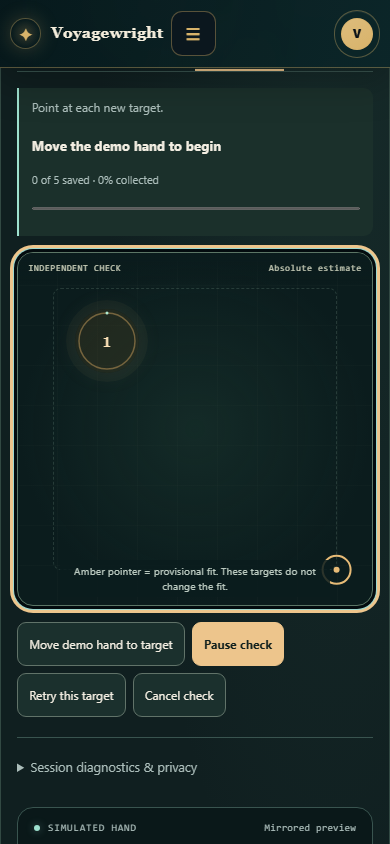 Voyagewright
V
Point at each new target.
Move the demo hand to begin
0 of 5 saved · 0% collected
INDEPENDENT CHECK
Absolute estimate
1
Amber pointer = provisional fit. These targets do not
change the fit.
Move demo hand to target
Pause check
Retry this target
Cancel check
Session diagnostics & privacy
SIMULATED HAND
Mirrored preview